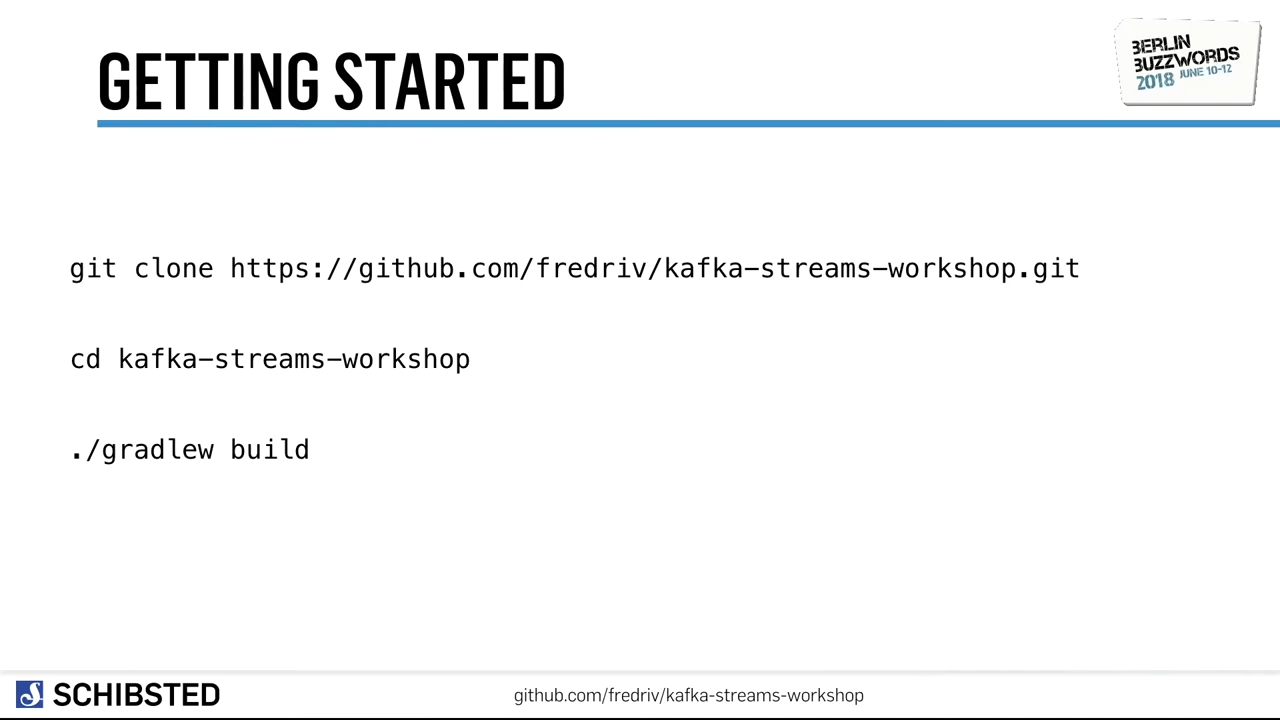 GETTING STARTED
BERLIN
BUZZWORDS
2018 JUNE 10-12
git clone https://github.com/fredriv/kafka-streams-workshop.git
cd kafka-streams-workshop
./gradlew build
SCHIBSTED
github.com/fredriv/kafka-streams-workshop